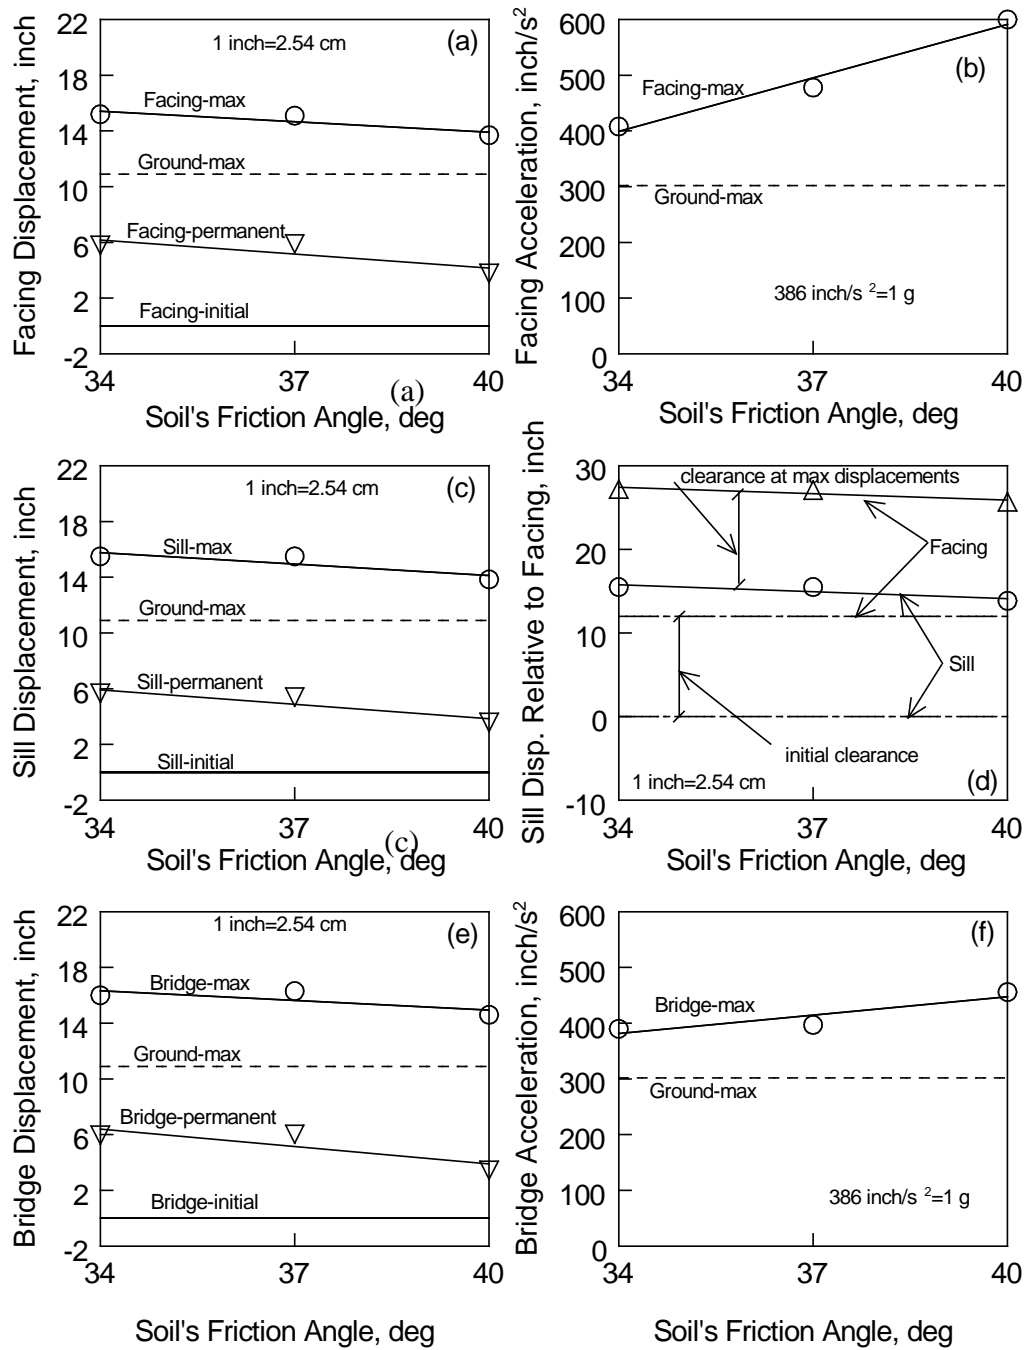 Facing Displacement, inch
22
18
14
10
6
2
-2
1 inch=2.54 cm
(a)
Facing-max
Ground-max
Facing-permanent
Facing-initial
34
37
40
(a)
Soil's Friction Angle, deg
Facing Acceleration, inch/s²
600
500
400
300
200
100
0
Facing-max
(b)
Ground-max
386 inch/s ²=1 g
34
37
40
Soil's Friction Angle, deg
Sill Displacement, inch
22
18
14
10
6
2
-2
1 inch=2.54 cm
(c)
Sill-max
Ground-max
Sill-permanent
Sill-initial
34
37
40
(c)
Soil's Friction Angle, deg
Sill Disp. Relative to Facing, inch
30
20
10
0
-10
clearance at max displacements
Facing
Sill
initial clearance
1 inch=2.54 cm
(d)
34
37
40
Soil's Friction Angle, deg
Bridge Displacement, inch
22
18
14
10
6
2
-2
1 inch=2.54 cm
(e)
Bridge-max
Ground-max
Bridge-permanent
Bridge-initial
34
37
40
Soil's Friction Angle, deg
Bridge Acceleration, inch/s²
600
500
400
300
200
100
0
(f)
Bridge-max
Ground-max
386 inch/s ²=1 g
34
37
40
Soil's Friction Angle, deg